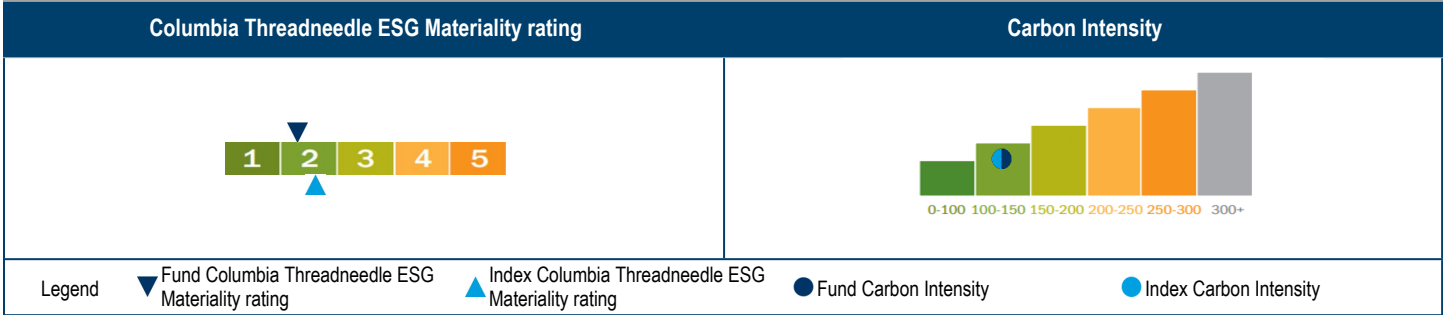 Columbia Threadneedle ESG Materiality rating
Carbon Intensity
1 2 3 4 5
0-100 100-150 150-200 200-250 250-300 300+
Legend
Fund Columbia Threadneedle ESG
Materiality rating
Index Columbia Threadneedle ESG
Materiality rating
Fund Carbon Intensity
Index Carbon Intensity